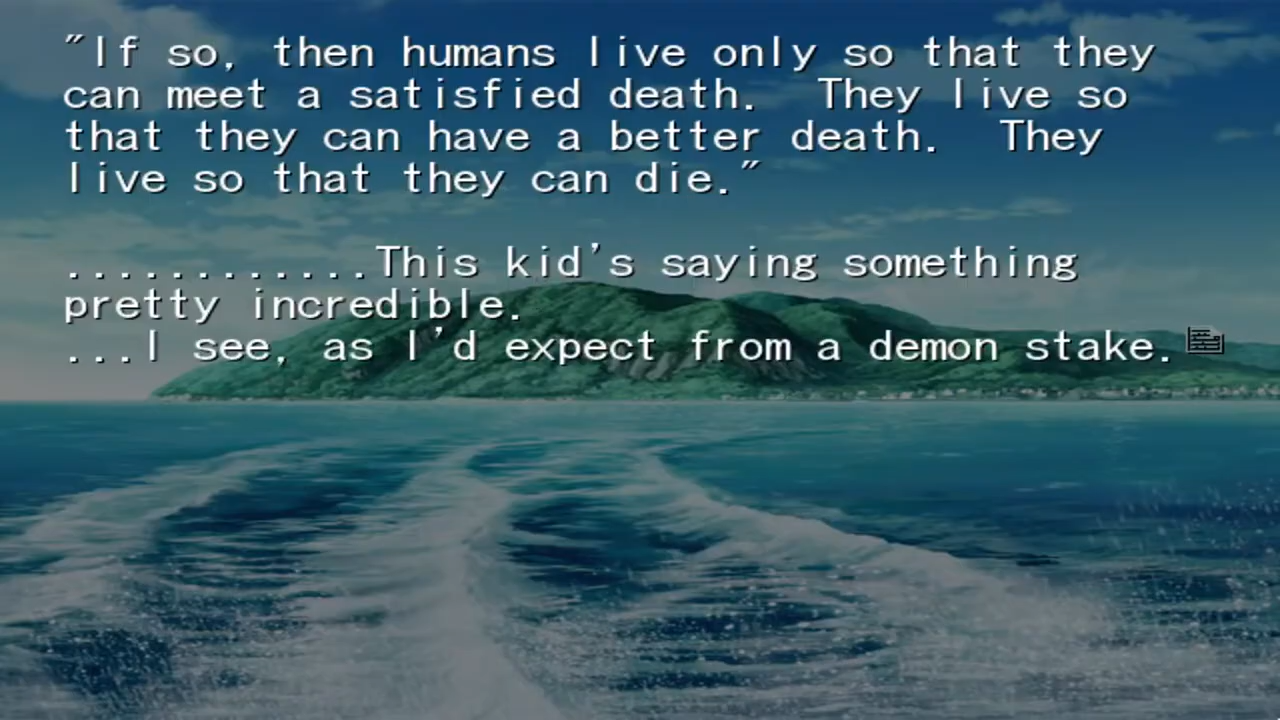 "If so, then humans live only so that they
can meet a satisfied death.  They live so
that they can have a better death.  They
live so that they can die."
............This kid's saying something
pretty incredible.
...I see, as I'd expect from a demon stake.